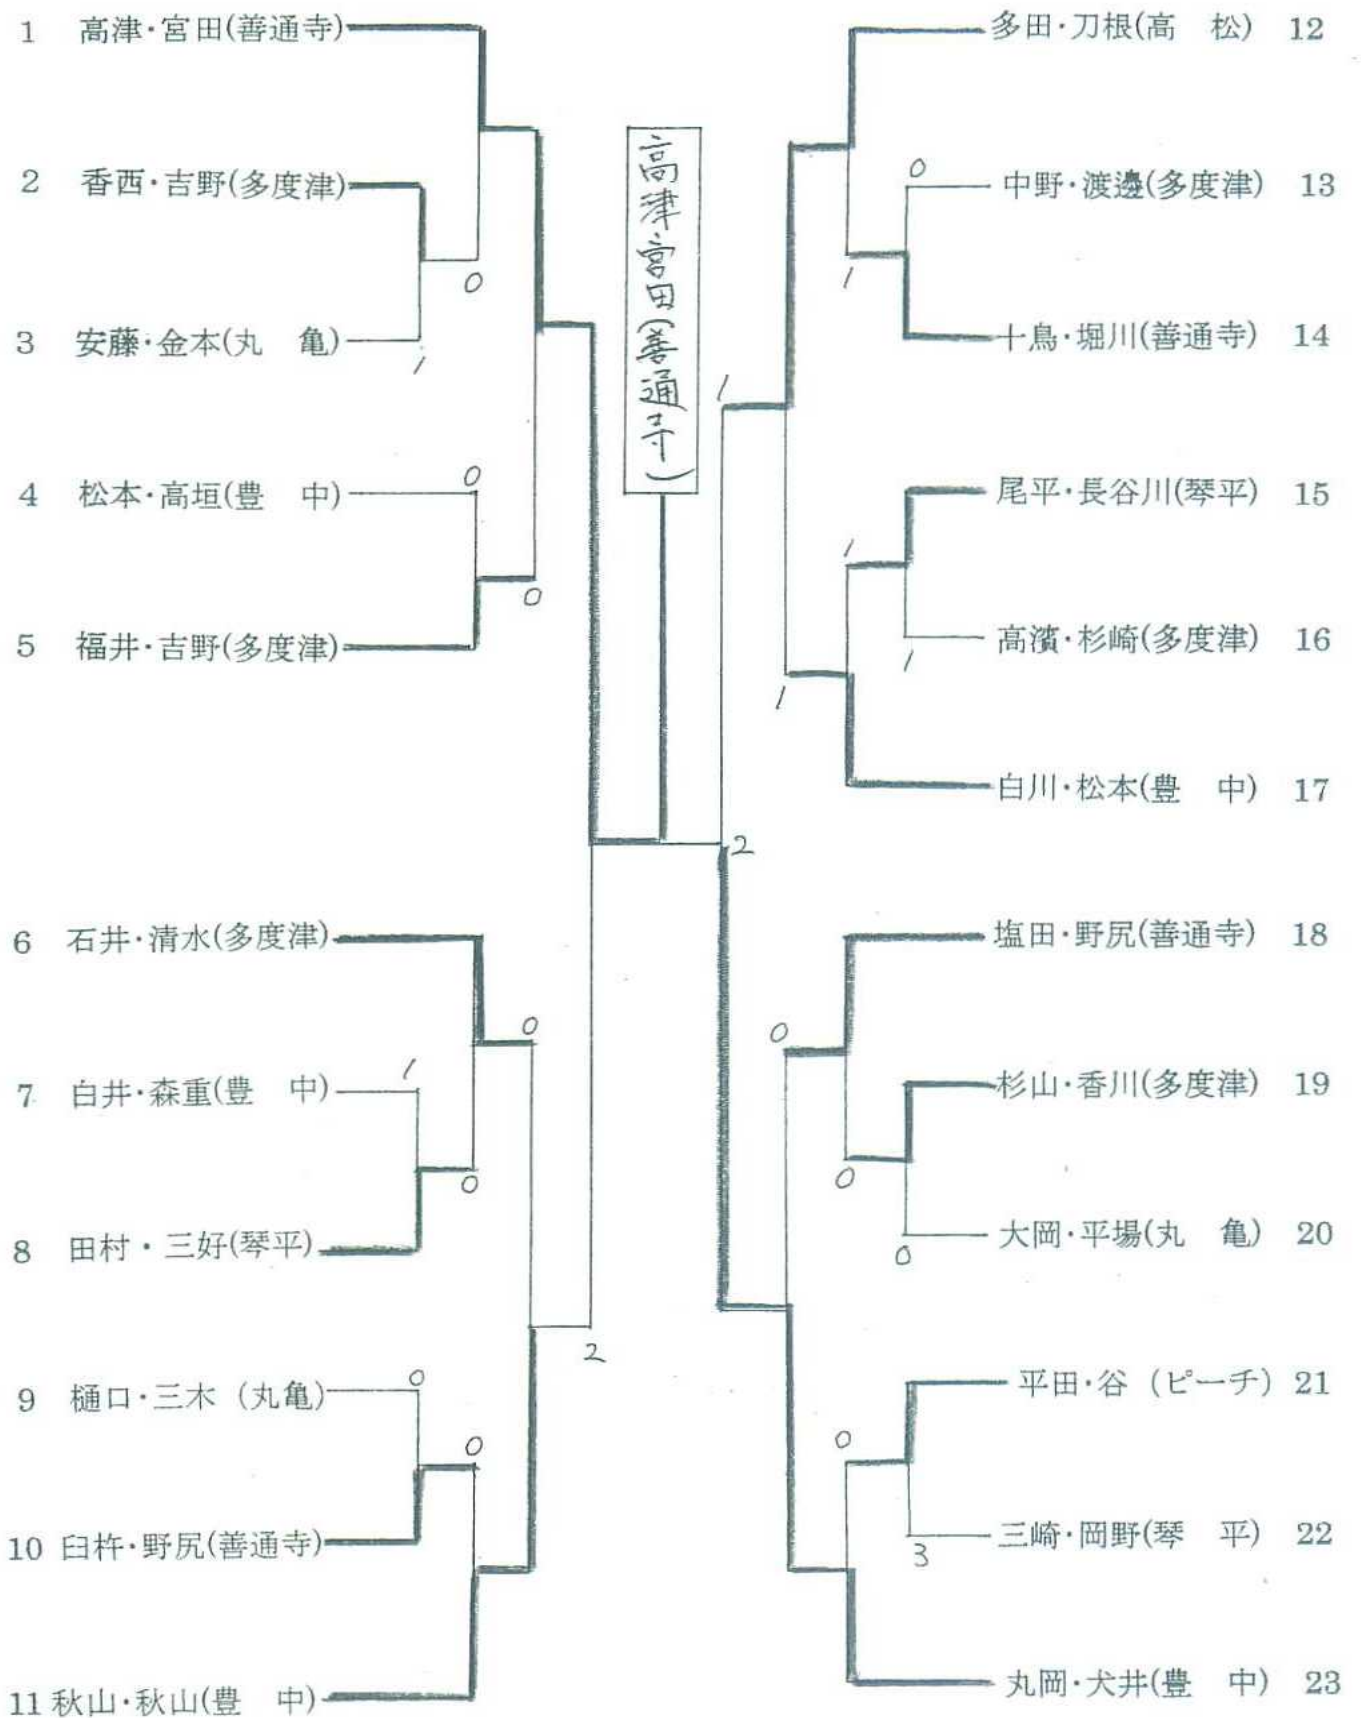 1 高津・宮田(善通寺)
2 香西・吉野(多度津)
0
3 安藤・金本(丸 亀)
1
0
4 松本・高垣(豊 中)
0
5 福井・吉野(多度津)
6 石井・清水(多度津)
0
1
7 白井・森重(豊 中)
0
8 田村・三好(琴平)
2
0
9 樋口・三木 (丸亀)
0
10 臼杵・野尻(善通寺)
11 秋山・秋山(豊 中)
高津宮田(善通寺)
2
多田・刀根(高 松) 12
0
中野・渡邊(多度津) 13
1
十鳥・堀川(善通寺) 14
1
尾平・長谷川(琴平) 15
1
高濱・杉崎(多度津) 16
1
1
白川・松本(豊 中) 17
塩田・野尻(善通寺) 18
0
杉山・香川(多度津) 19
0
大岡・平場(丸 亀) 20
0
平田・谷 (ピーチ) 21
0
三崎・岡野(琴 平) 22
3
丸岡・犬井(豊 中) 23